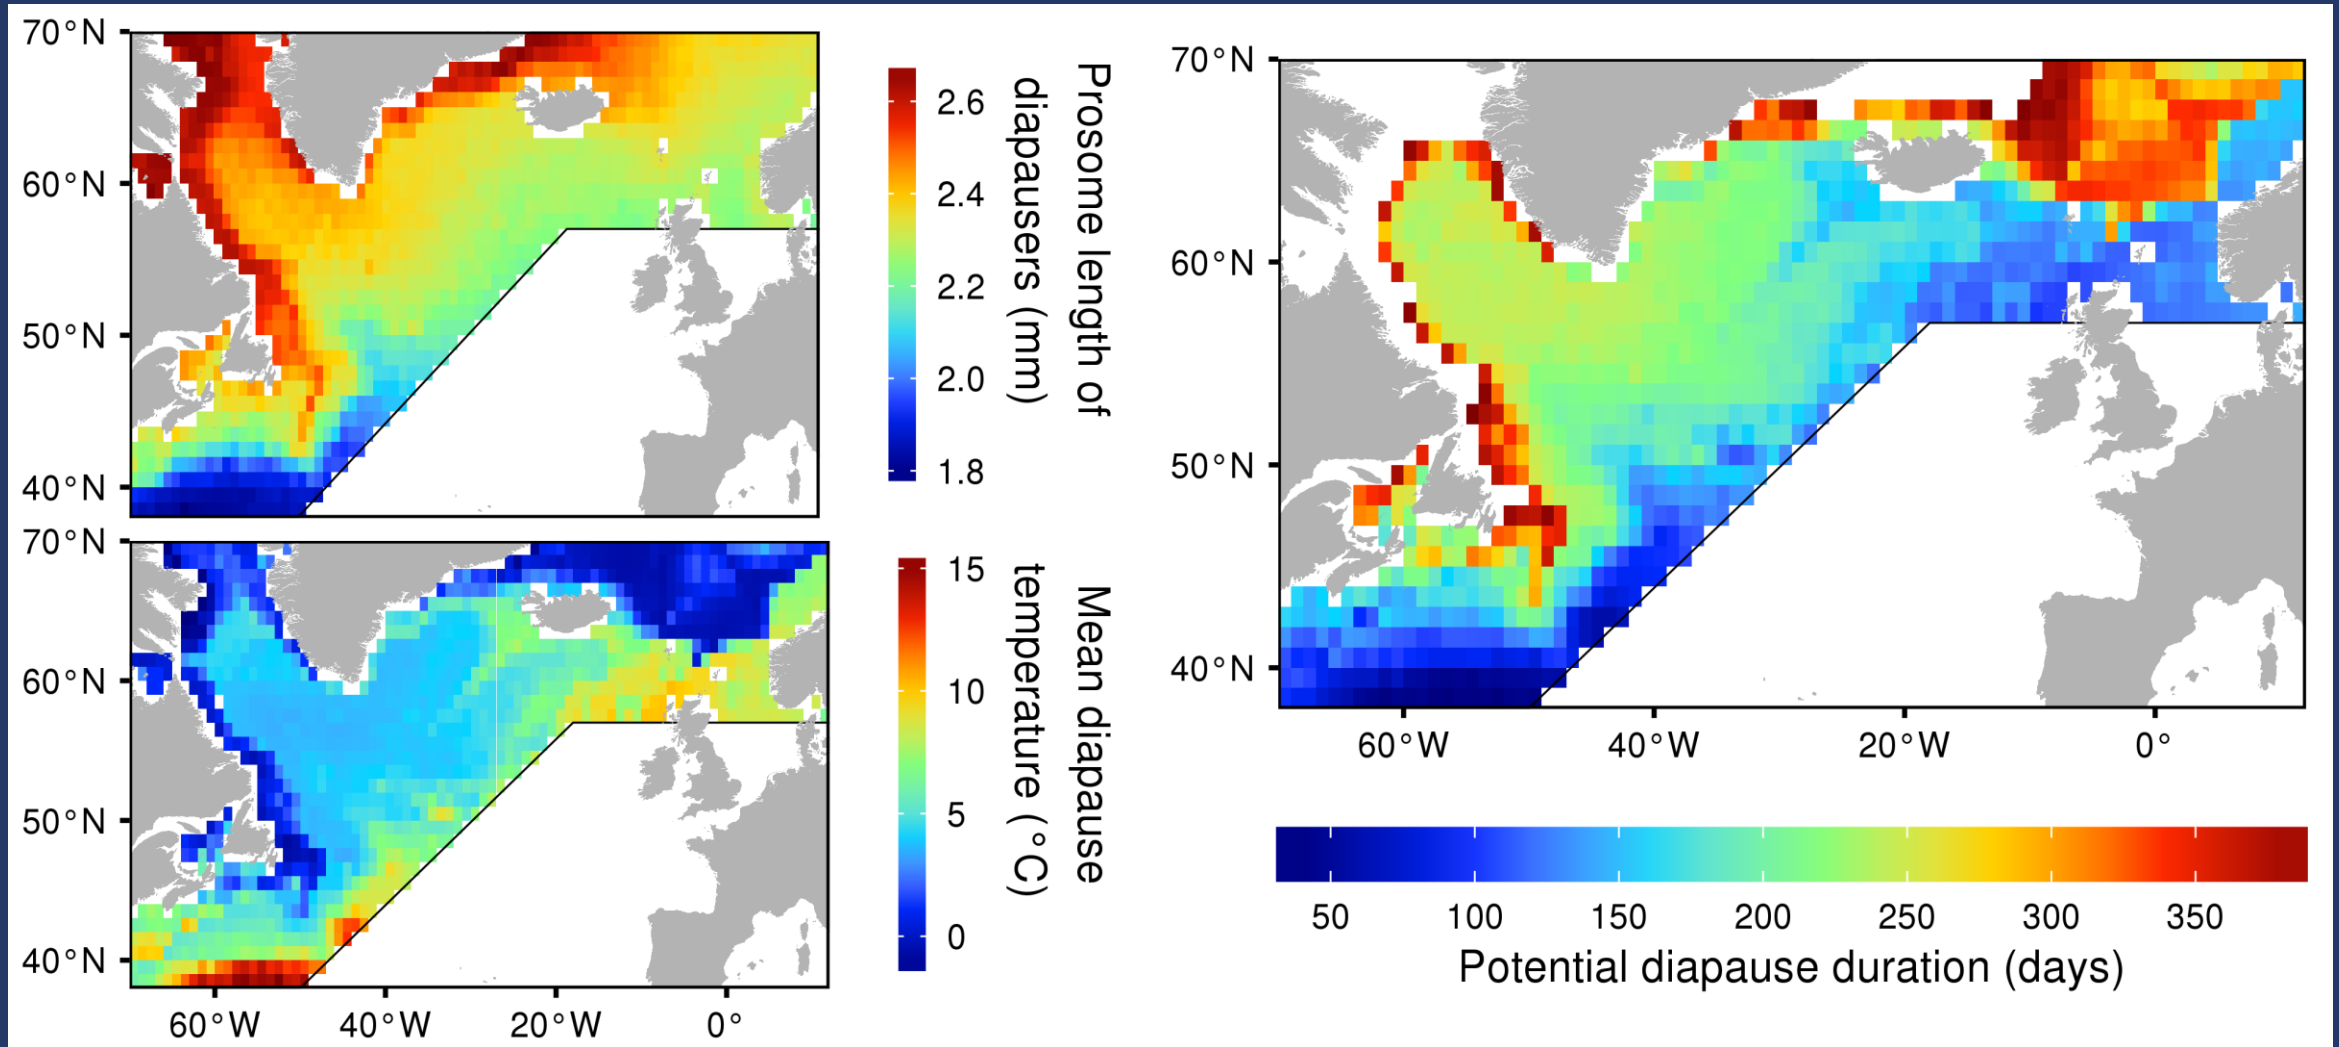 70°N
60°N
50°N
40°N
2.6
2.4
2.2
2.0
1.8
Prosome length of
diapausers (mm)
70°N
60°N
50°N
40°N
60°W
40°W
20°W
0°
15
10
5
0
Mean diapause
temperature (°C)
70°N
60°N
50°N
40°N
60°W
40°W
20°W
0°
50
100
150
200
250
300
350
Potential diapause duration (days)